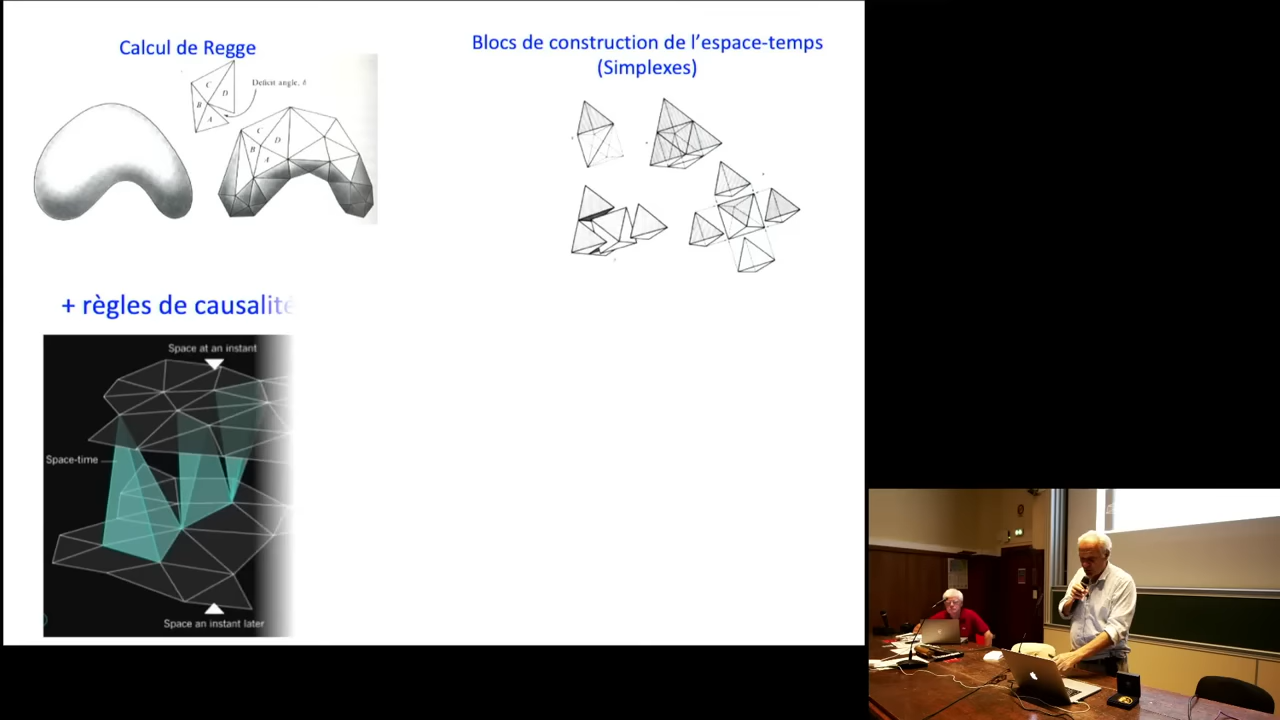 Calcul de Regge
Blocs de construction de l'espace-temps
(Simplexes)
Deficit angle, δ
C
D
B
A
C
B
D
A
+ règles de causalité
Space at an instant
Space-time
Space an instant later